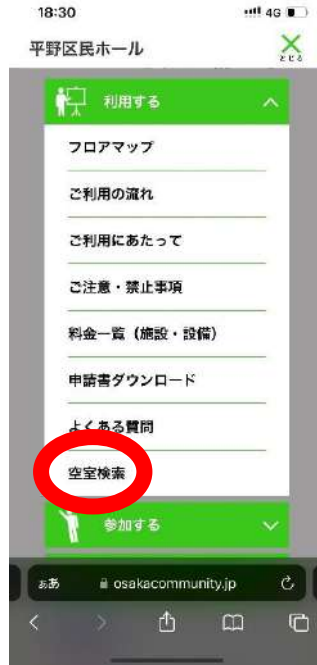 18:30
4G
平野区民ホール
とじる
利用する
フロアマップ
ご利用の流れ
ご利用にあたって
ご注意・禁止事項
料金一覧（施設・設備）
申請書ダウンロード
よくある質問
空室検索
参加する
ああ osakacommunity.jp